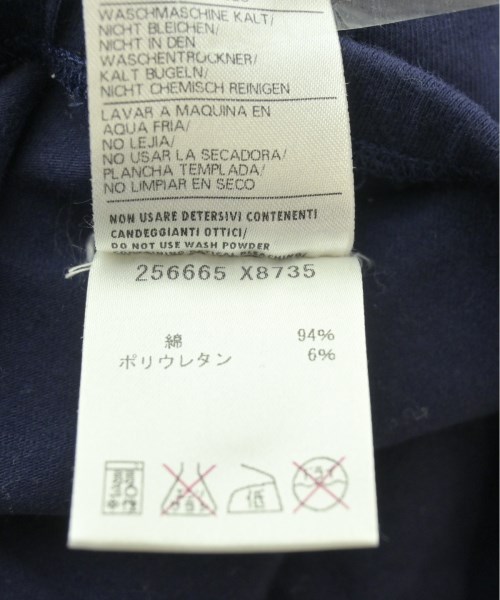 WASCHMASCHINE KALT/
NICHT BLEICHEN/
NICHT IN DEN
WASCHENTROCKNER/
KALT BUGELN/
NICHT CHEMISCH REINIGEN
LAVAR A MAQUINA EN
AQUA FRIA/
NO LEJIA/
NO USAR LA SECADORA/
PLANCHA TEMPLADA/
NO LIMPIAR EN SECO
NON USARE DETERSIVI CONTENENTI
CANDEGGIANTI OTTICI/
DO NOT USE WASH POWDER
256665 X8735
綿 94%
ポリウレタン 6%
低